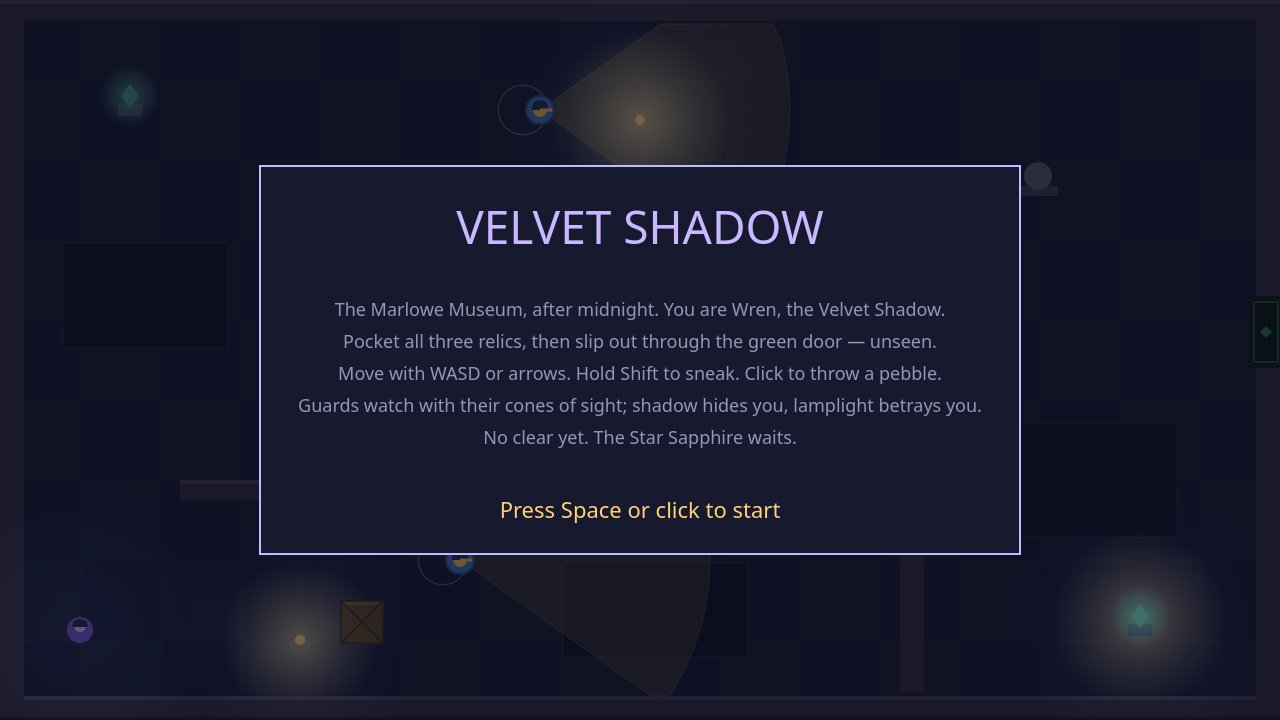 VELVET SHADOW
The Marlowe Museum, after midnight. You are Wren, the Velvet Shadow.
Pocket all three relics, then slip out through the green door — unseen.
Move with WASD or arrows. Hold Shift to sneak. Click to throw a pebble.
Guards watch with their cones of sight; shadow hides you, lamplight betrays you.
No clear yet. The Star Sapphire waits.
Press Space or click to start